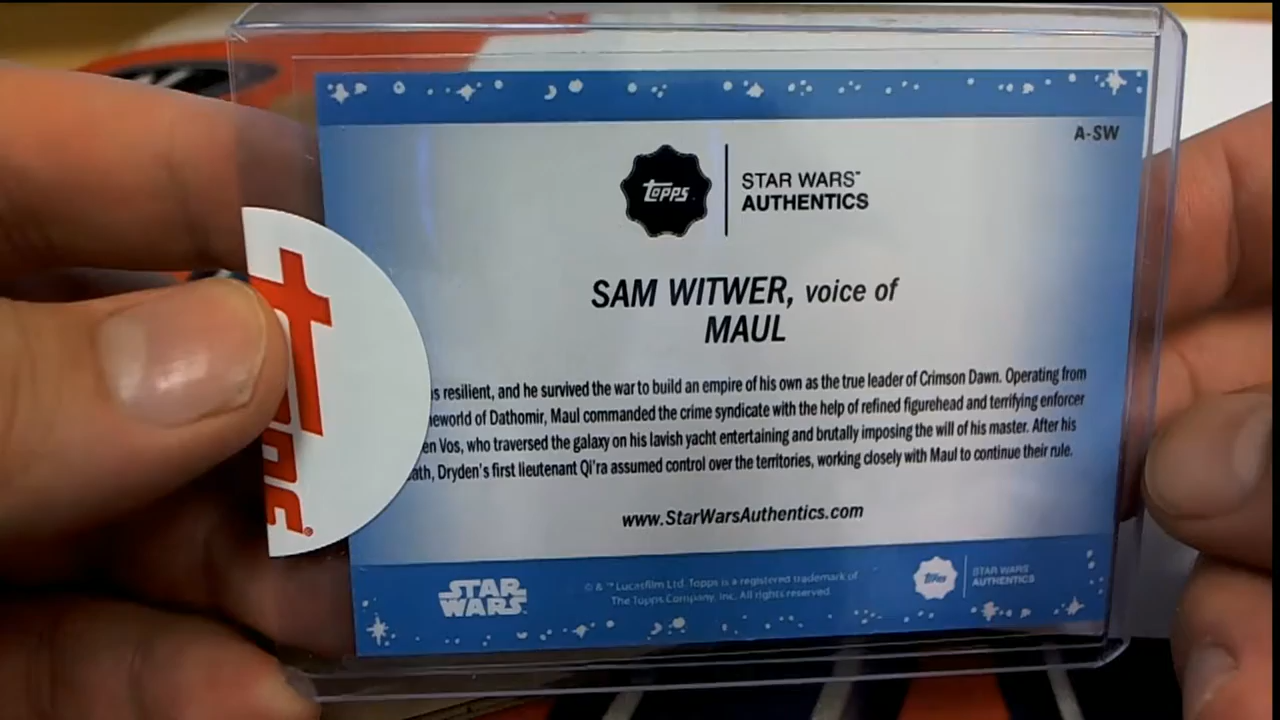 A-SW
Topps
STAR WARS™
AUTHENTICS
SAM WITWER, voice of
MAUL
s resilient, and he survived the war to build an empire of his own as the true leader of Crimson Dawn. Operating from
eworld of Dathomir, Maul commanded the crime syndicate with the help of refined figurehead and terrifying enforcer
en Vos, who traversed the galaxy on his lavish yacht entertaining and brutally imposing the will of his master. After his
ath, Dryden's first lieutenant Qi'ra assumed control over the territories, working closely with Maul to continue their rule.
www.StarWarsAuthentics.com
STAR
WARS
© & ™ Lucasfilm Ltd. Topps is a registered trademark of
The Topps Company, Inc. All rights reserved.
Topps
STAR WARS
AUTHENTICS